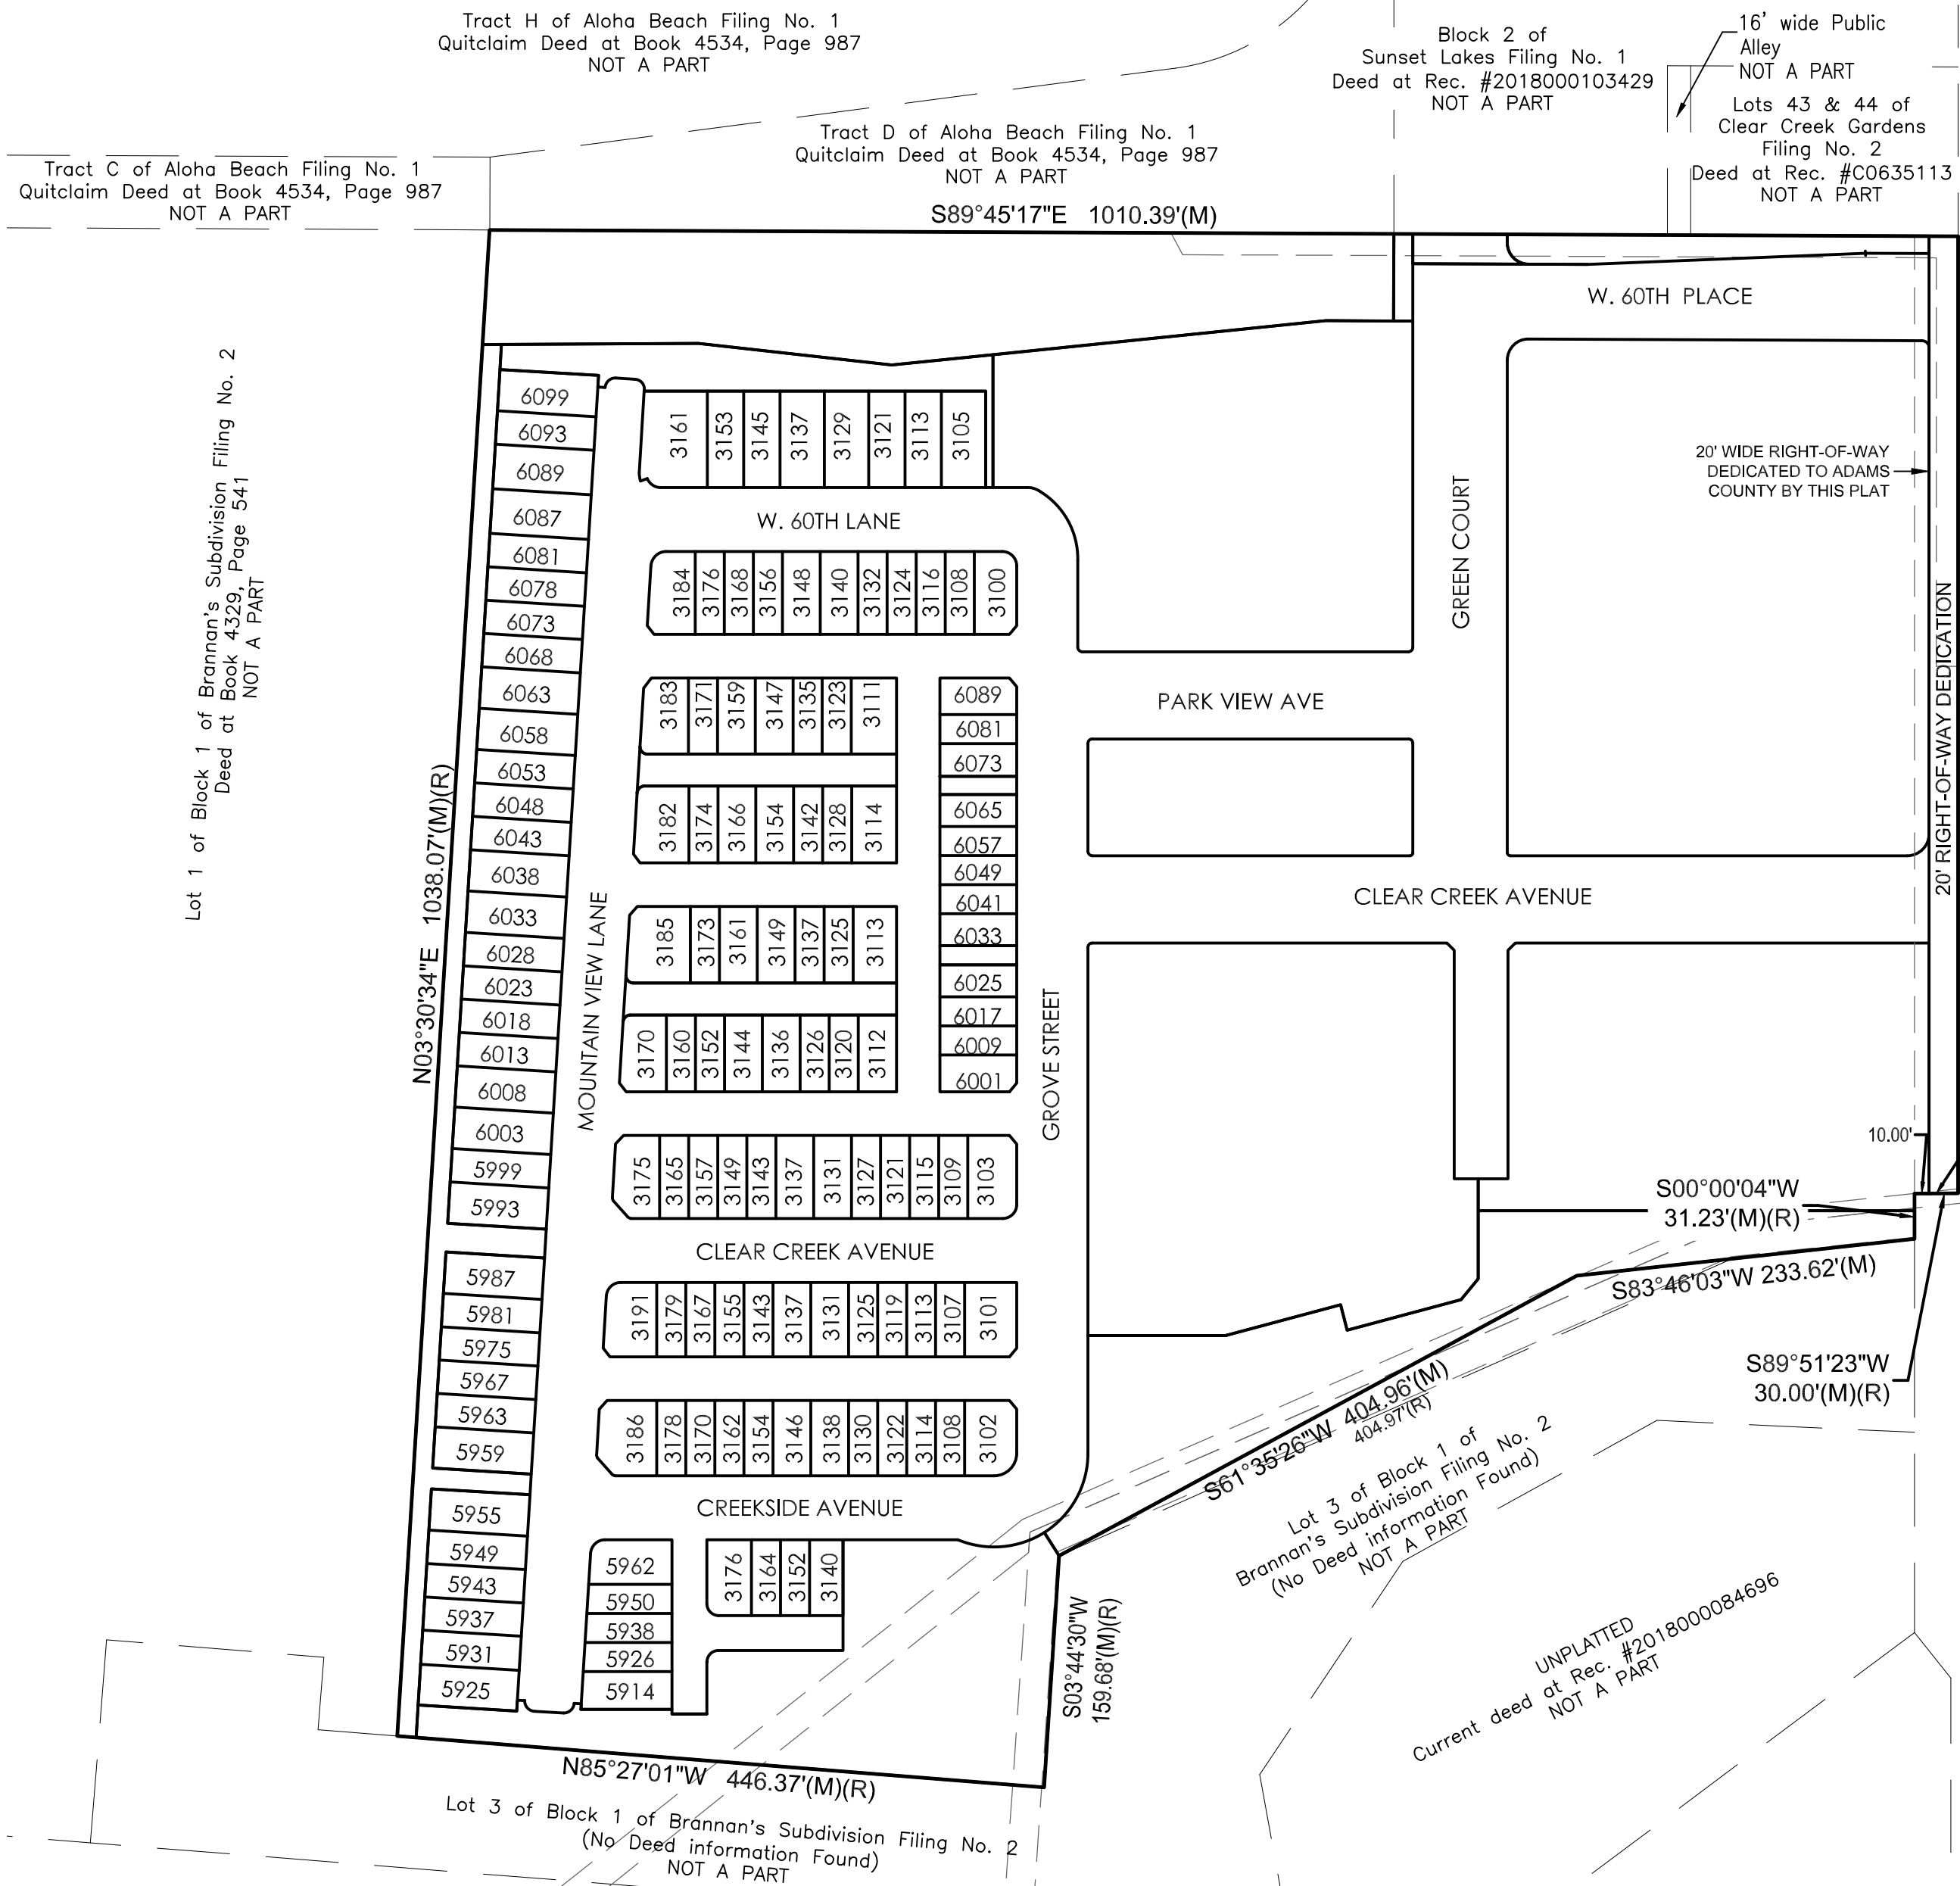 Tract H of Aloha Beach Filing No. 1
Quitclaim Deed at Book 4534, Page 987
NOT A PART
Block 2 of
Sunset Lakes Filing No. 1
Deed at Rec. #2018000103429
NOT A PART
16' wide Public
Alley
NOT A PART
Lots 43 & 44 of
Clear Creek Gardens
Filing No. 2
Deed at Rec. #C0635113
NOT A PART
Tract D of Aloha Beach Filing No. 1
Quitclaim Deed at Book 4534, Page 987
NOT A PART
Tract C of Aloha Beach Filing No. 1
Quitclaim Deed at Book 4534, Page 987
NOT A PART
S89°45'17"E 1010.39'(M)
W. 60TH PLACE
Lot 1 of Block 1 of Brannan's Subdivision Filing No. 2
Deed at Book 4329, Page 541
NOT A PART
N03°30'34"E 1038.07'(M)(R)
6099
6093
6089
6087
6081
6078
6073
6068
6063
6058
6053
6048
6043
6038
6033
6028
6023
6018
6013
6008
6003
5999
5993
5987
5981
5975
5967
5963
5959
5955
5949
5943
5937
5931
5925
MOUNTAIN VIEW LANE
3161 3153 3145 3137 3129 3121 3113 3105
W. 60TH LANE
3184 3176 3168 3156 3148 3140 3132 3124 3116 3108 3100
3183 3171 3159 3147 3135 3123 3111
3182 3174 3166 3154 3142 3128 3114
3185 3173 3161 3149 3137 3125 3113
3170 3160 3152 3144 3136 3126 3120 3112
6089
6081
6073
6065
6057
6049
6041
6033
6025
6017
6009
6001
GROVE STREET
3175 3165 3157 3149 3143 3137 3131 3127 3121 3115 3109 3103
CLEAR CREEK AVENUE
3191 3179 3167 3155 3143 3137 3131 3125 3119 3113 3107 3101
3186 3178 3170 3162 3154 3146 3138 3130 3122 3114 3108 3102
CREEKSIDE AVENUE
5962
5950
5938
5926
5914
3176 3164 3152 3140
GREEN COURT
PARK VIEW AVE
CLEAR CREEK AVENUE
20' WIDE RIGHT-OF-WAY
DEDICATED TO ADAMS
COUNTY BY THIS PLAT
20' RIGHT-OF-WAY DEDICATION
10.00'
S00°00'04"W
31.23'(M)(R)
S83°46'03"W 233.62'(M)
S89°51'23"W
30.00'(M)(R)
S61°35'26"W 404.96'(M)
404.97'(R)
Lot 3 of Block 1 of
Brannan's Subdivision Filing No. 2
(No Deed information Found)
NOT A PART
UNPLATTED
Current deed at Rec. #2018000084696
NOT A PART
S03°44'30"W
159.68'(M)(R)
N85°27'01"W 446.37'(M)(R)
Lot 3 of Block 1 of Brannan's Subdivision Filing No. 2
(No Deed information Found)
NOT A PART